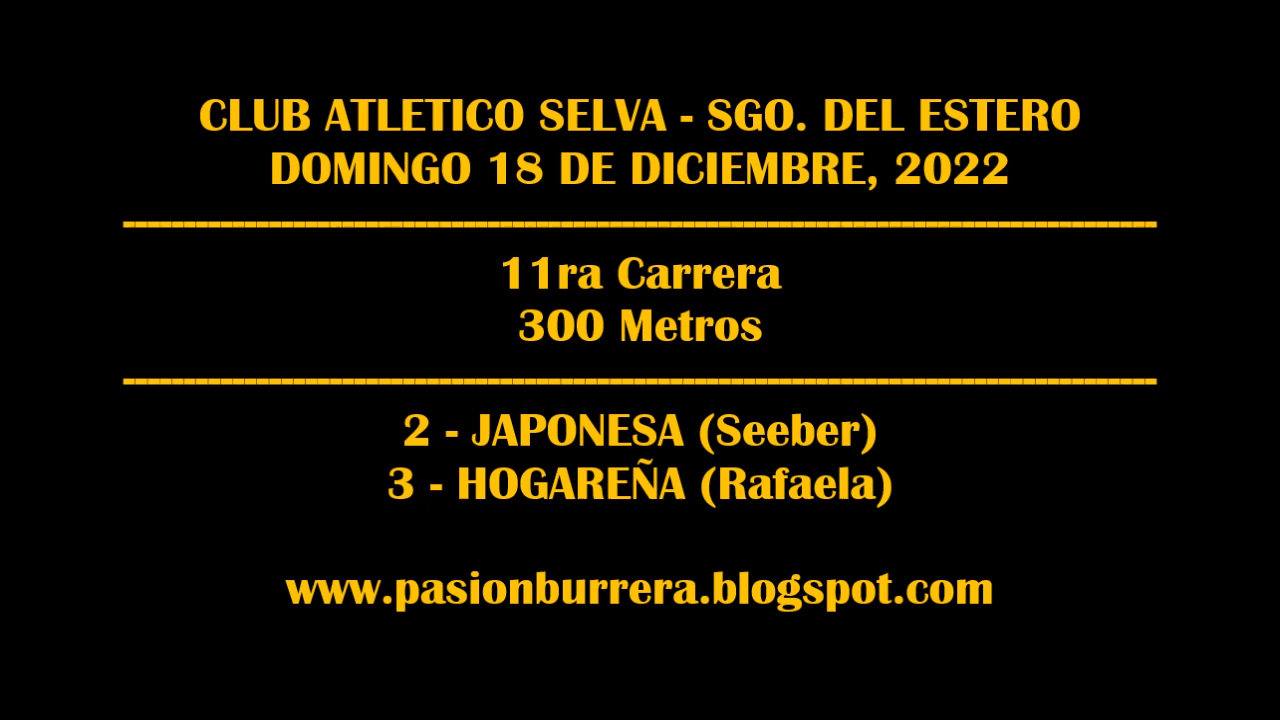 CLUB ATLETICO SELVA - SGO. DEL ESTERO
DOMINGO 18 DE DICIEMBRE, 2022
11ra Carrera
300 Metros
2 - JAPONESA (Seeber)
3 - HOGAREÑA (Rafaela)
www.pasionburrera.blogspot.com